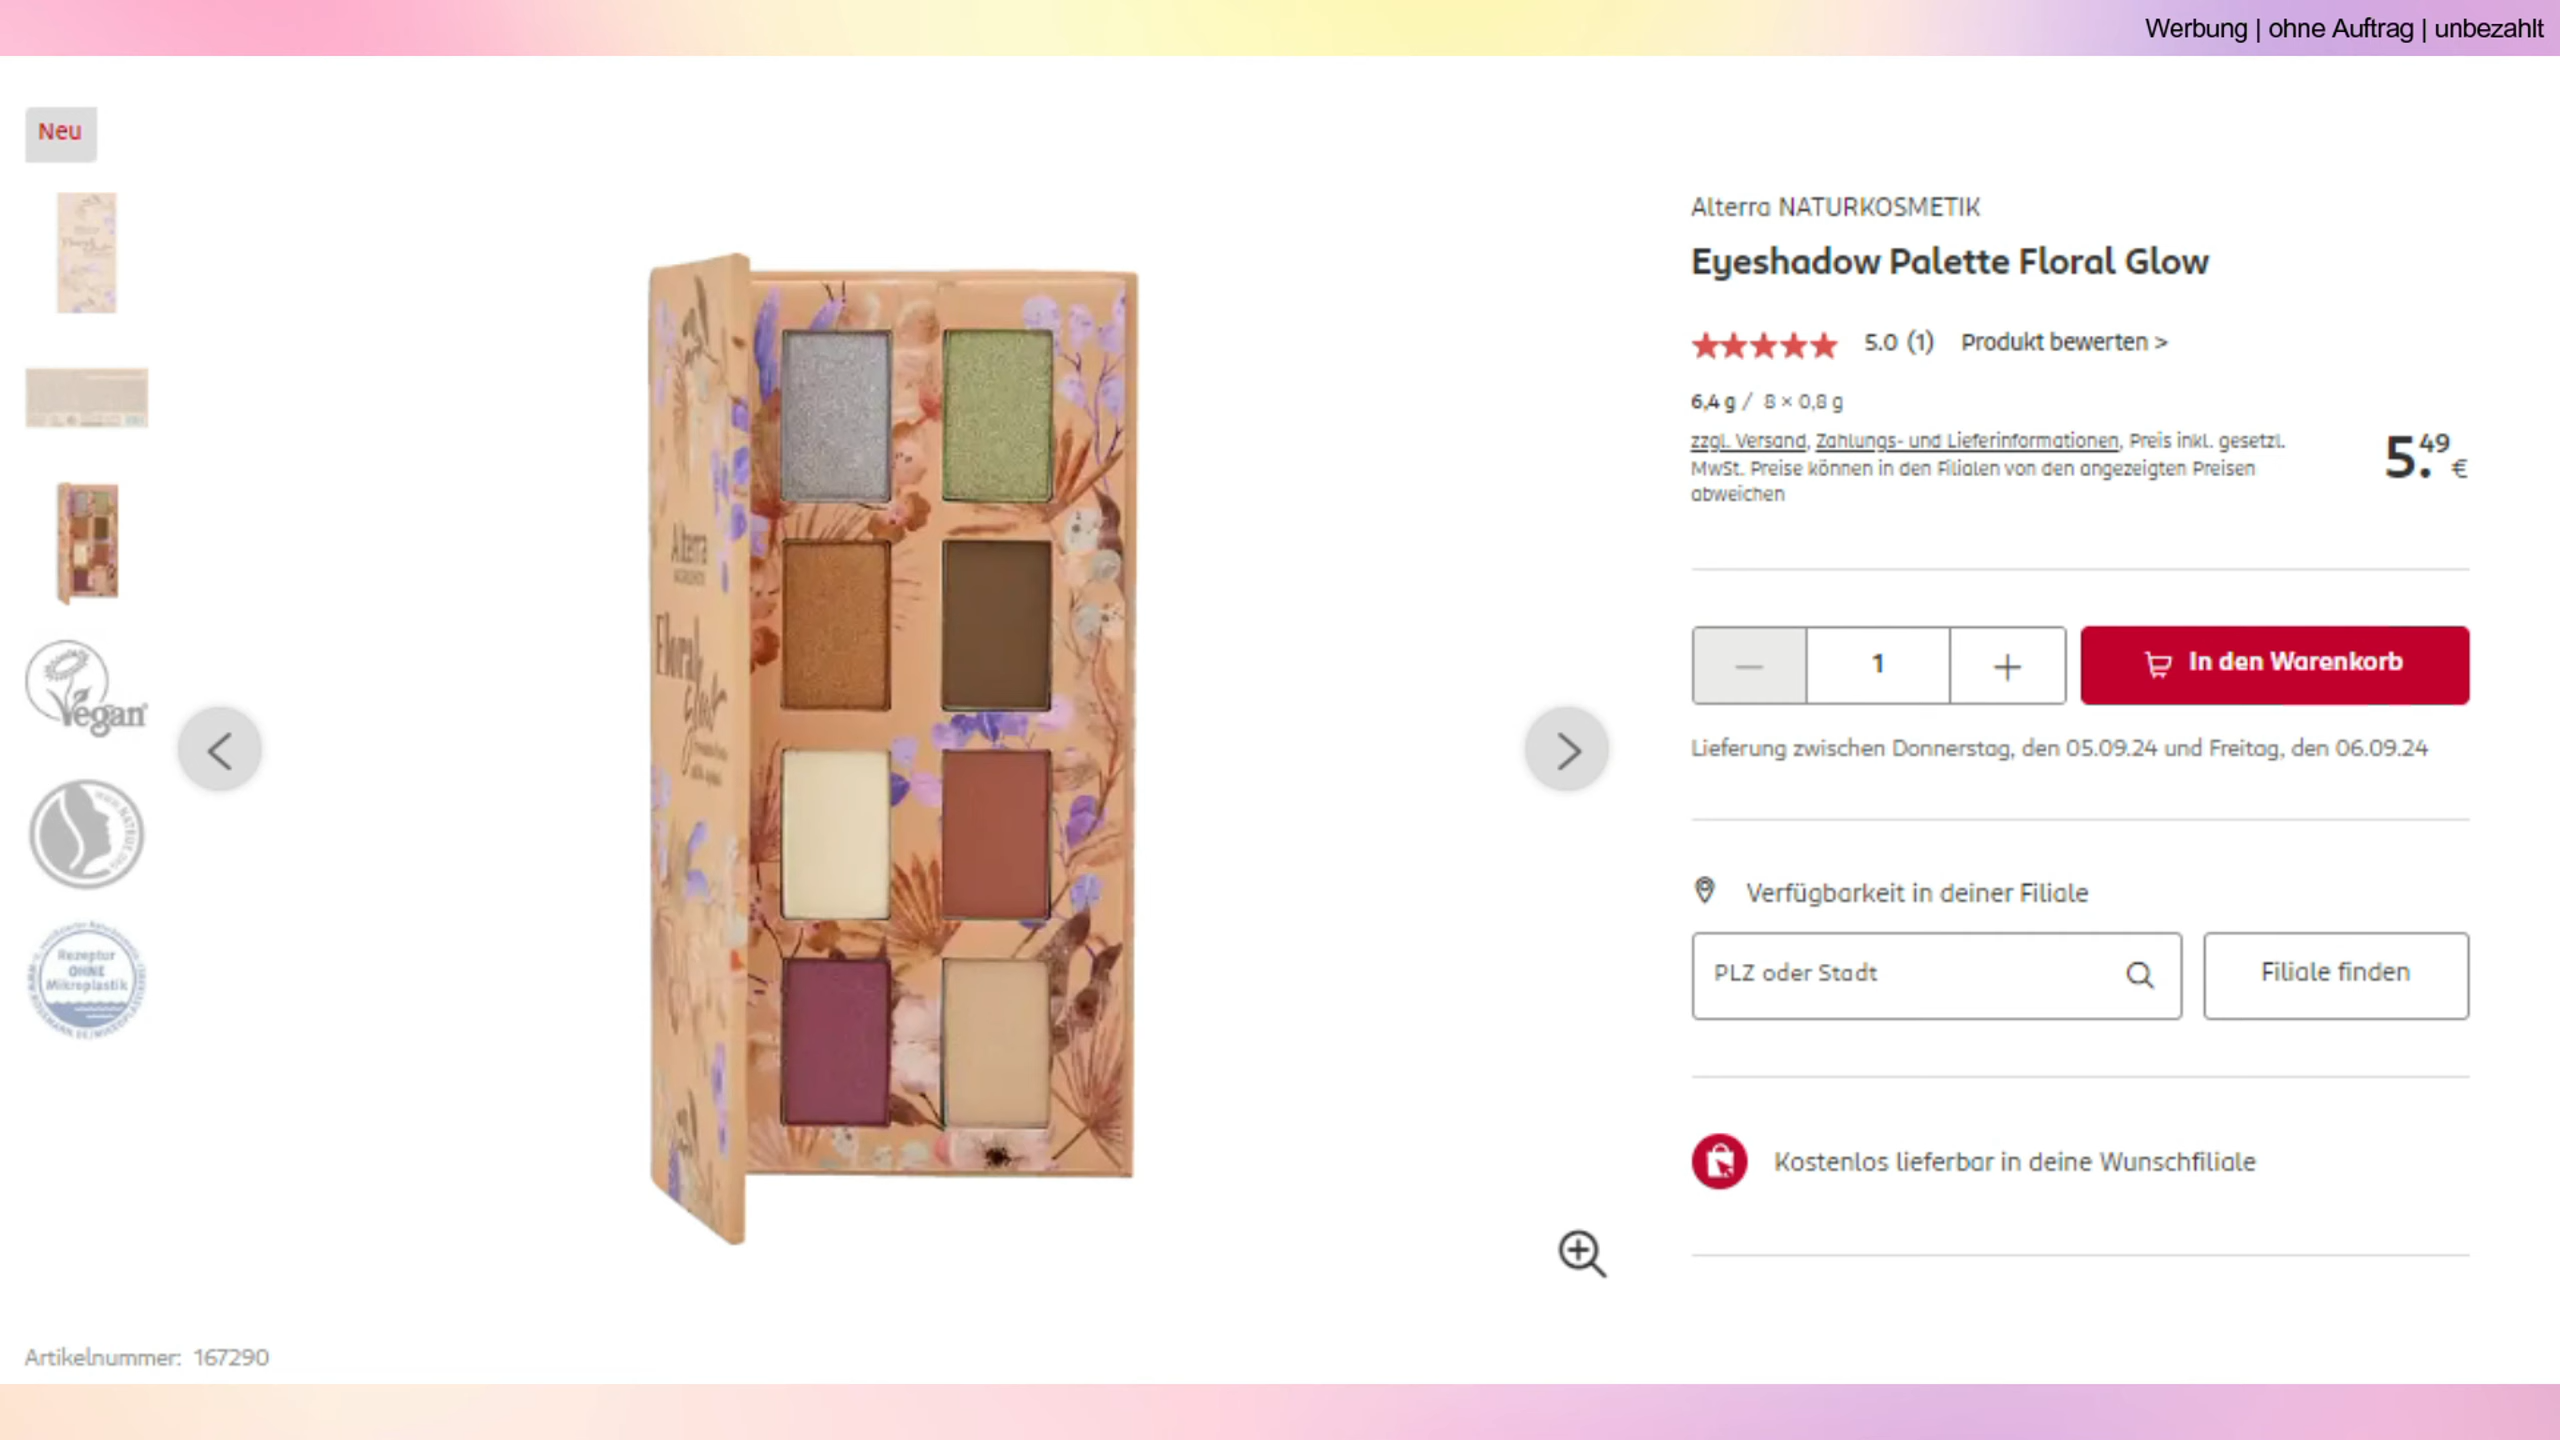 Werbung | ohne Auftrag | unbezahlt
Neu
Vegan
Rezeptur
OHNE
Mikroplastik
Alterra
Floral
Glow
Alterra NATURKOSMETIK
Eyeshadow Palette Floral Glow
5.0 (1) Produkt bewerten >
6,4 g / 8 × 0,8 g
zzgl. Versand, Zahlungs- und Lieferinformationen, Preis inkl. gesetzl.
MwSt. Preise können in den Filialen von den angezeigten Preisen
abweichen
5.49 €
1
In den Warenkorb
Lieferung zwischen Donnerstag, den 05.09.24 und Freitag, den 06.09.24
Verfügbarkeit in deiner Filiale
PLZ oder Stadt
Filiale finden
Kostenlos lieferbar in deine Wunschfiliale
Artikelnummer: 167290